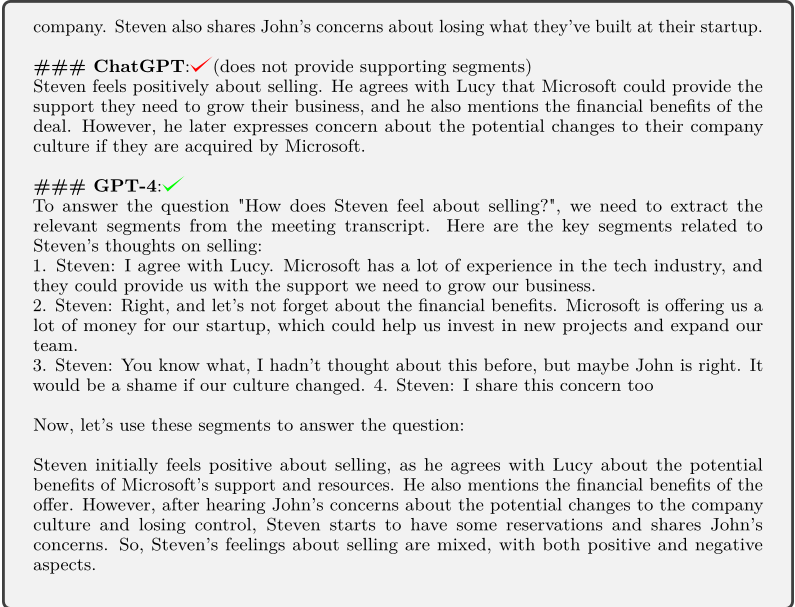 company. Steven also shares John's concerns about losing what they've built at their startup.
### ChatGPT:✓(does not provide supporting segments)
Steven feels positively about selling. He agrees with Lucy that Microsoft could provide the
support they need to grow their business, and he also mentions the financial benefits of the
deal. However, he later expresses concern about the potential changes to their company
culture if they are acquired by Microsoft.
### GPT-4:✓
To answer the question "How does Steven feel about selling?", we need to extract the
relevant segments from the meeting transcript. Here are the key segments related to
Steven's thoughts on selling:
1. Steven: I agree with Lucy. Microsoft has a lot of experience in the tech industry, and
they could provide us with the support we need to grow our business.
2. Steven: Right, and let's not forget about the financial benefits. Microsoft is offering us a
lot of money for our startup, which could help us invest in new projects and expand our
team.
3. Steven: You know what, I hadn't thought about this before, but maybe John is right. It
would be a shame if our culture changed. 4. Steven: I share this concern too
Now, let's use these segments to answer the question:
Steven initially feels positive about selling, as he agrees with Lucy about the potential
benefits of Microsoft's support and resources. He also mentions the financial benefits of the
offer. However, after hearing John's concerns about the potential changes to the company
culture and losing control, Steven starts to have some reservations and shares John's
concerns. So, Steven's feelings about selling are mixed, with both positive and negative
aspects.